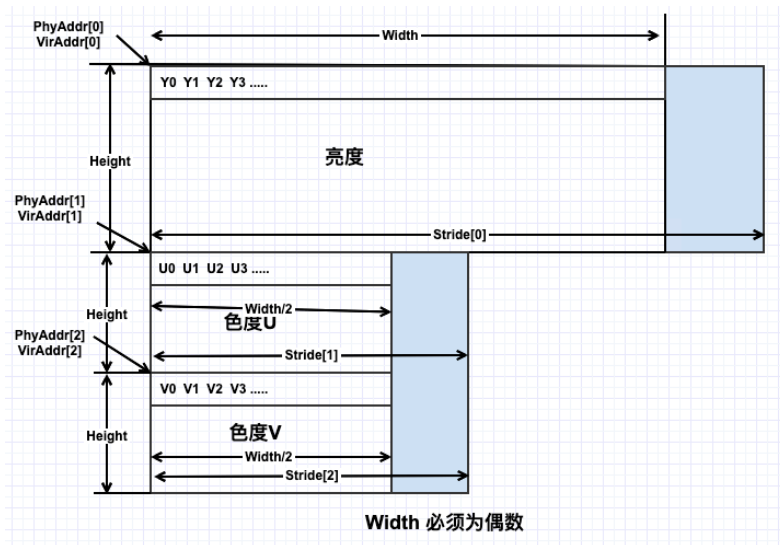 PhyAddr[0]
VirAddr[0]
Width
Y0 Y1 Y2 Y3 .....
亮度
Height
PhyAddr[1]
VirAddr[1]
Stride[0]
U0 U1 U2 U3 .....
Width/2
Height
色度U
PhyAddr[2]
VirAddr[2]
Stride[1]
V0 V1 V2 V3 .....
色度V
Height
Width/2
Stride[2]
Width 必须为偶数